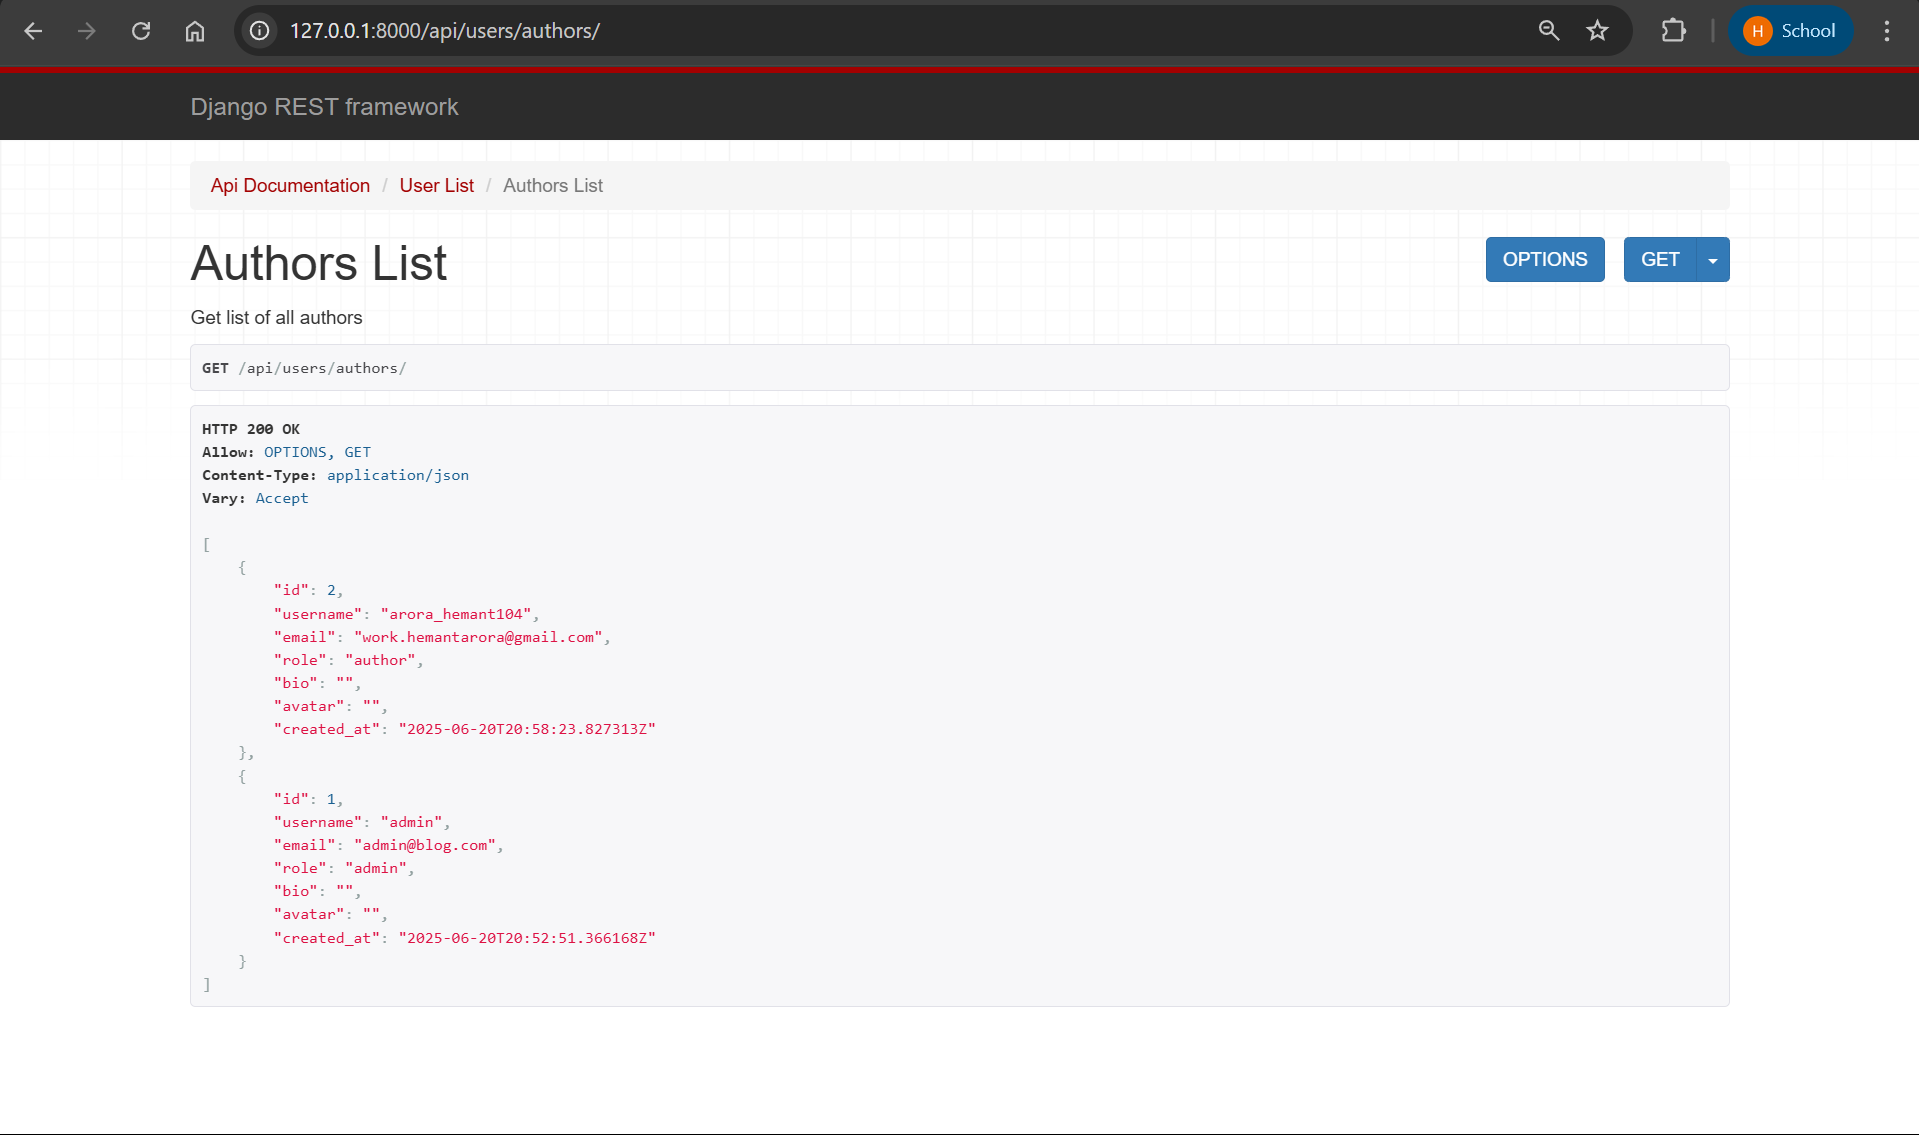 127.0.0.1:8000/api/users/authors/
H School
Django REST framework
Api Documentation / User List / Authors List
Authors List
OPTIONS GET
Get list of all authors
GET /api/users/authors/
HTTP 200 OK
Allow: OPTIONS, GET
Content-Type: application/json
Vary: Accept
[
    {
        "id": 2,
        "username": "arora_hemant104",
        "email": "work.hemantarora@gmail.com",
        "role": "author",
        "bio": "",
        "avatar": "",
        "created_at": "2025-06-20T20:58:23.827313Z"
    },
    {
        "id": 1,
        "username": "admin",
        "email": "admin@blog.com",
        "role": "admin",
        "bio": "",
        "avatar": "",
        "created_at": "2025-06-20T20:52:51.366168Z"
    }
]